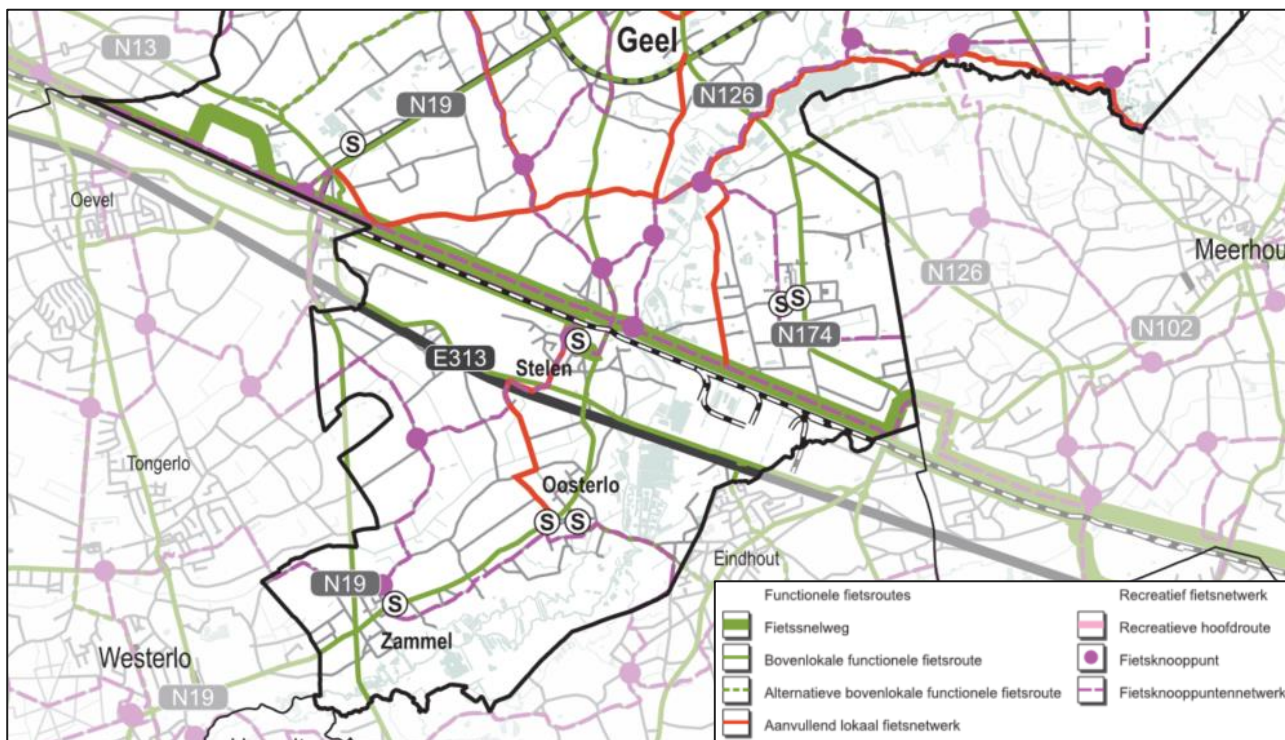 N13
Geel
N19
N126
S
Oevel
Meerhou
N126
S
S
N102
N174
S
E313
Stelen
Tongerlo
Oosterlo
S
S
Eindhout
N19
S
Zammel
Westerlo
N19
Functionele fietsroutes
Fietssnelweg
Bovenlokale functionele fietsroute
Alternatieve bovenlokale functionele fietsroute
Aanvullend lokaal fietsnetwerk
Recreatief fietsnetwerk
Recreatieve hoofdroute
Fietsknooppunt
Fietsknooppuntennetwerk